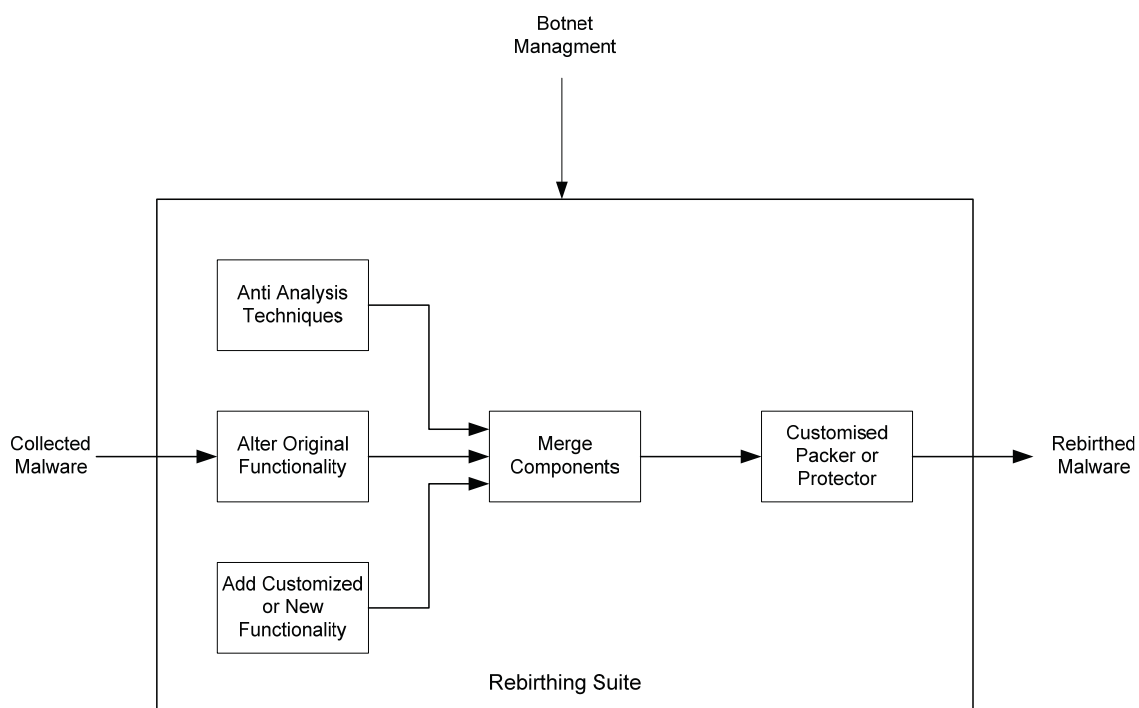 Botnet
Managment
Anti Analysis
Techniques
Collected
Malware
Alter Original
Functionality
Merge
Components
Customised
Packer or
Protector
Rebirthed
Malware
Add Customized
or New
Functionality
Rebirthing Suite